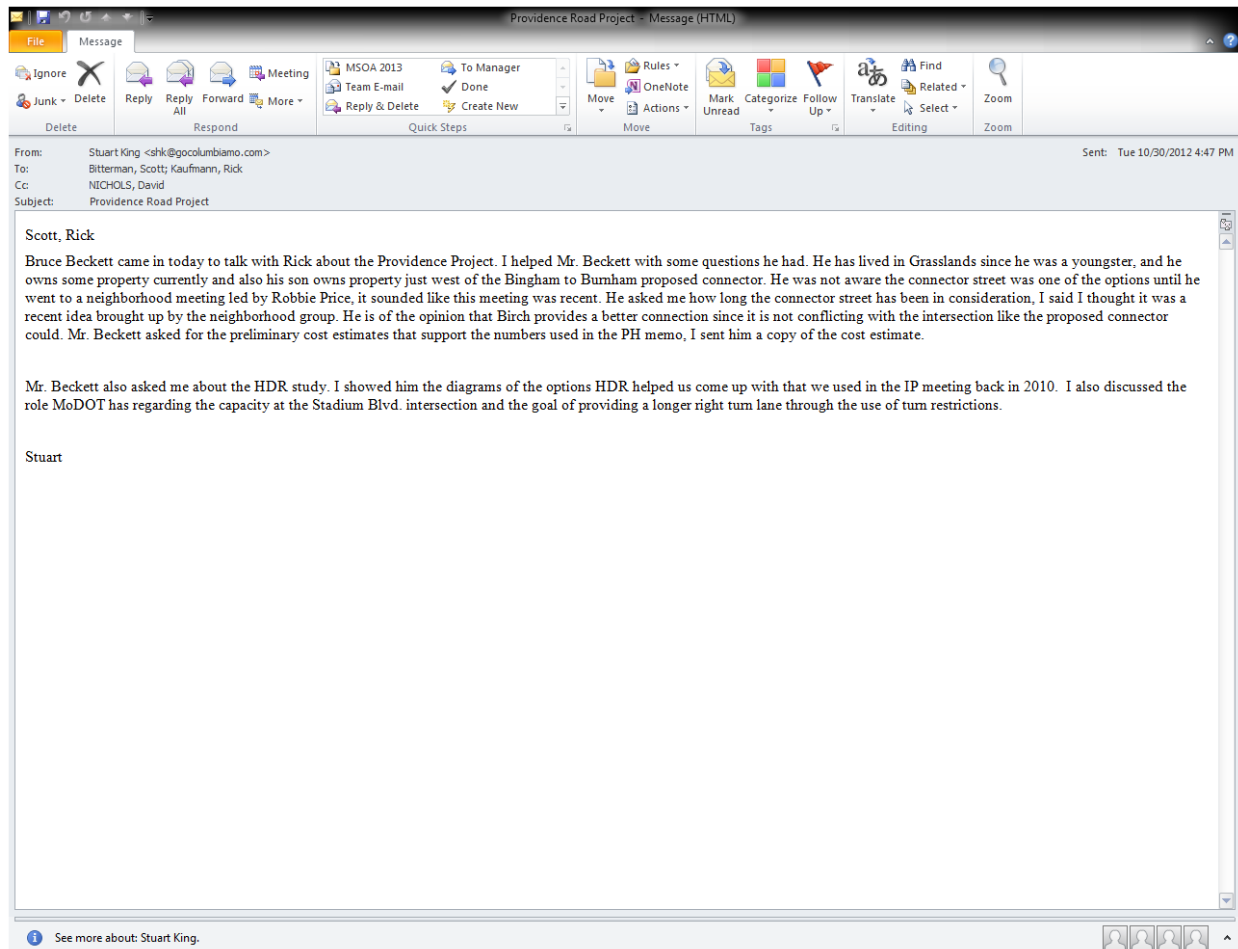 Providence Road Project - Message (HTML)
File Message
Ignore
Junk
Delete
Reply
Reply All
Forward
Meeting
More
MSOA 2013
Team E-mail
Reply & Delete
To Manager
Done
Create New
Move
Rules
OneNote
Actions
Mark Unread
Categorize
Follow Up
Translate
Find
Related
Select
Zoom
Delete Respond Quick Steps Move Tags Editing Zoom
From: Stuart King <shk@gocolumbiamo.com> Sent: Tue 10/30/2012 4:47 PM
To: Bitterman, Scott; Kaufmann, Rick
Cc: NICHOLS, David
Subject: Providence Road Project
Scott, Rick
Bruce Beckett came in today to talk with Rick about the Providence Project. I helped Mr. Beckett with some questions he had. He has lived in Grasslands since he was a youngster, and he
owns some property currently and also his son owns property just west of the Bingham to Burnham proposed connector. He was not aware the connector street was one of the options until he
went to a neighborhood meeting led by Robbie Price, it sounded like this meeting was recent. He asked me how long the connector street has been in consideration, I said I thought it was a
recent idea brought up by the neighborhood group. He is of the opinion that Birch provides a better connection since it is not conflicting with the intersection like the proposed connector
could. Mr. Beckett asked for the preliminary cost estimates that support the numbers used in the PH memo, I sent him a copy of the cost estimate.
Mr. Beckett also asked me about the HDR study. I showed him the diagrams of the options HDR helped us come up with that we used in the IP meeting back in 2010. I also discussed the
role MoDOT has regarding the capacity at the Stadium Blvd. intersection and the goal of providing a longer right turn lane through the use of turn restrictions.
Stuart
See more about: Stuart King.